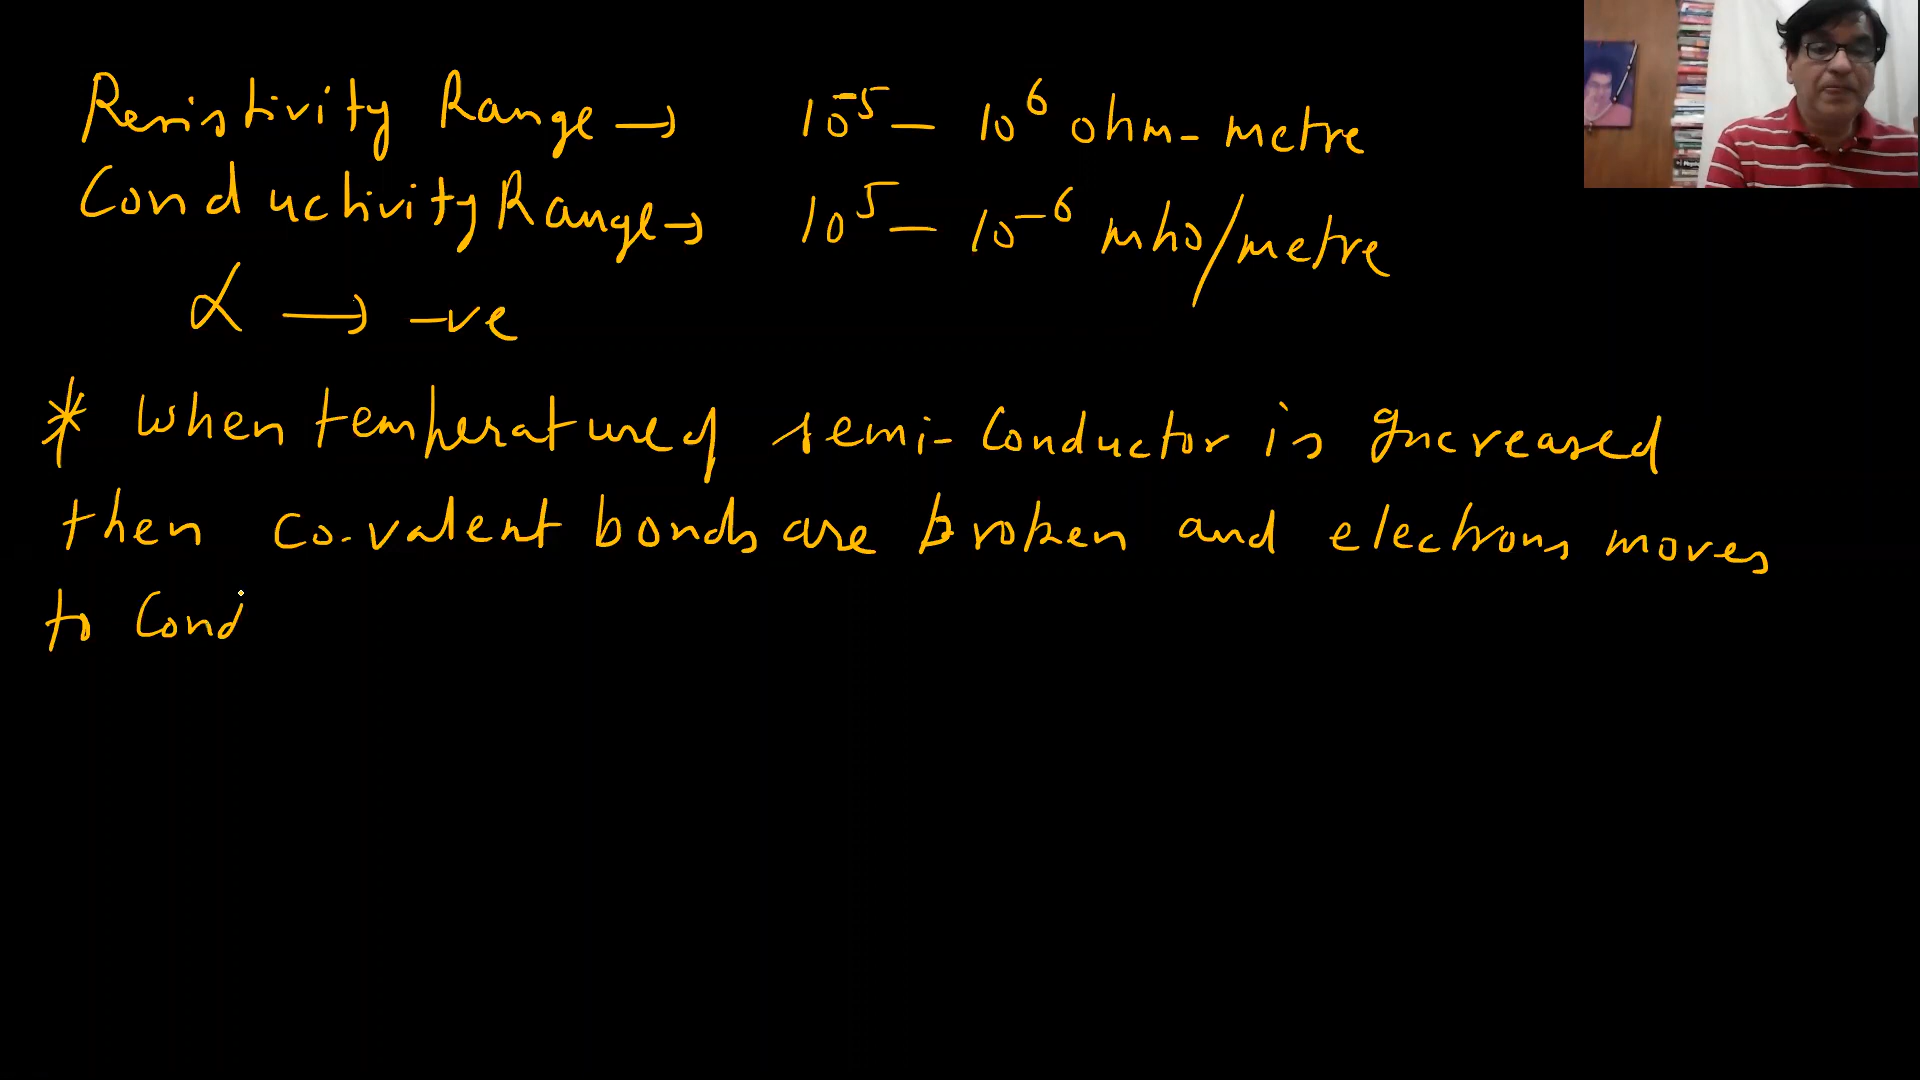 Resistivity Range → 10⁻⁵ – 10⁶ ohm-metre
Conductivity Range → 10⁵ – 10⁻⁶ mho/metre
α → -ve
* When temperature of semi-conductor is increased
then co-valent bonds are broken and electrons moves
to Cond